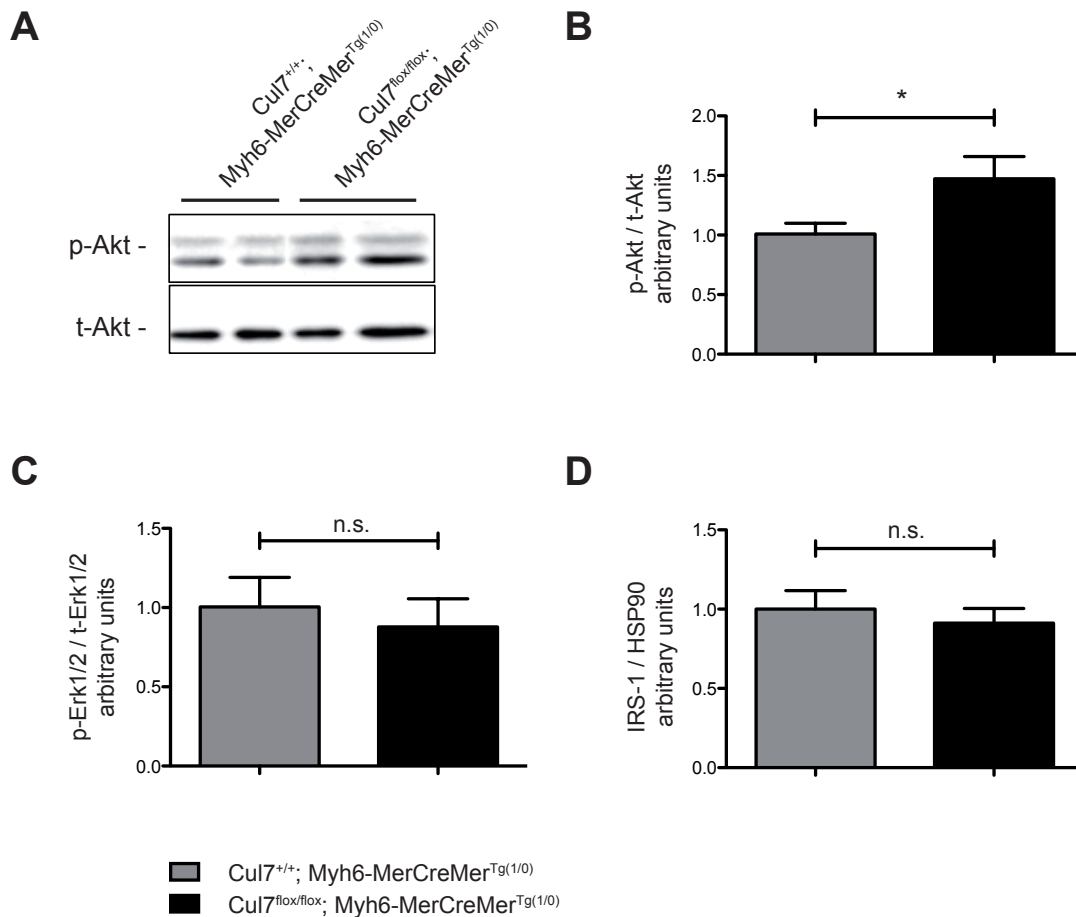 A
Cul7+/+;
Myh6-MerCreMerTg(1/0)
Cul7flox/flox;
Myh6-MerCreMerTg(1/0)
p-Akt -
t-Akt -
B
*
2.0
1.5
1.0
0.5
0.0
p-Akt / t-Akt
arbitrary units
C
n.s.
1.5
1.0
0.5
0.0
p-Erk1/2 / t-Erk1/2
arbitrary units
D
n.s.
1.5
1.0
0.5
0.0
IRS-1 / HSP90
arbitrary units
Cul7+/+; Myh6-MerCreMerTg(1/0)
Cul7flox/flox; Myh6-MerCreMerTg(1/0)